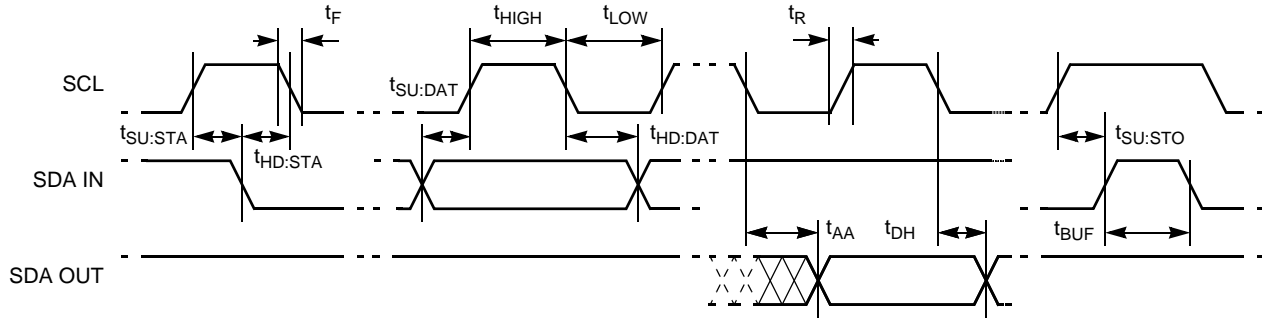 tF
tHIGH
tLOW
tR
SCL
tSU:DAT
tSU:STA
tHD:STA
tHD:DAT
tSU:STO
SDA IN
tAA
tDH
tBUF
SDA OUT